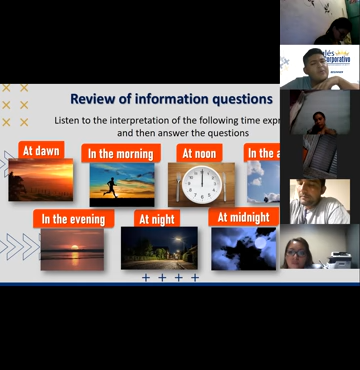 Review of information questions
Listen to the interpretation of the following time expr
and then answer the questions
At dawn
In the morning
At noon
In the a
In the evening
At night
At midnight
Corporativo